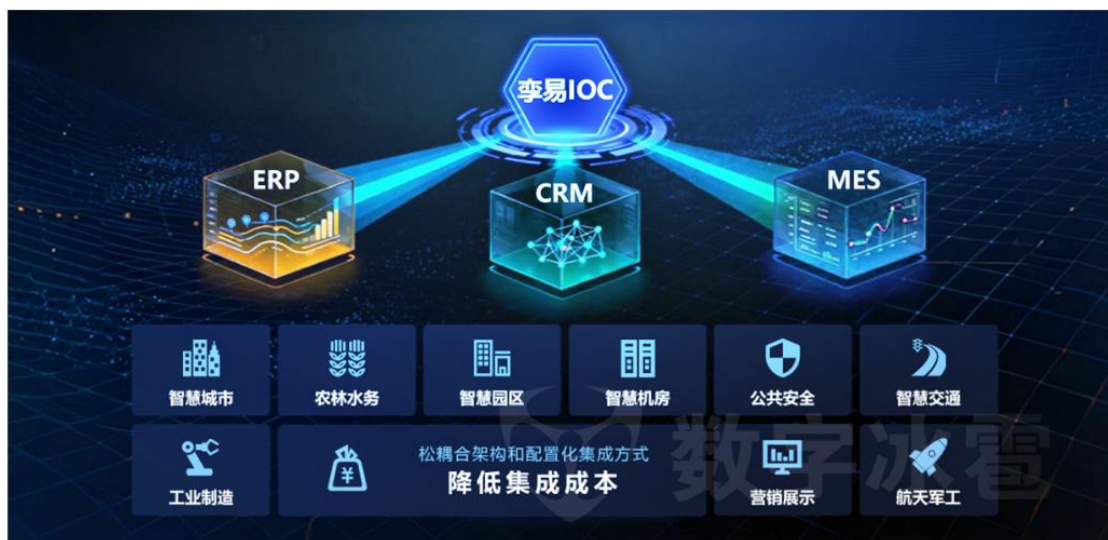 孪易IOC
ERP
CRM
MES
智慧城市
农林水务
智慧园区
智慧机房
公共安全
智慧交通
工业制造
松耦合架构和配置化集成方式
降低集成成本
营销展示
航天军工
数字冰雹